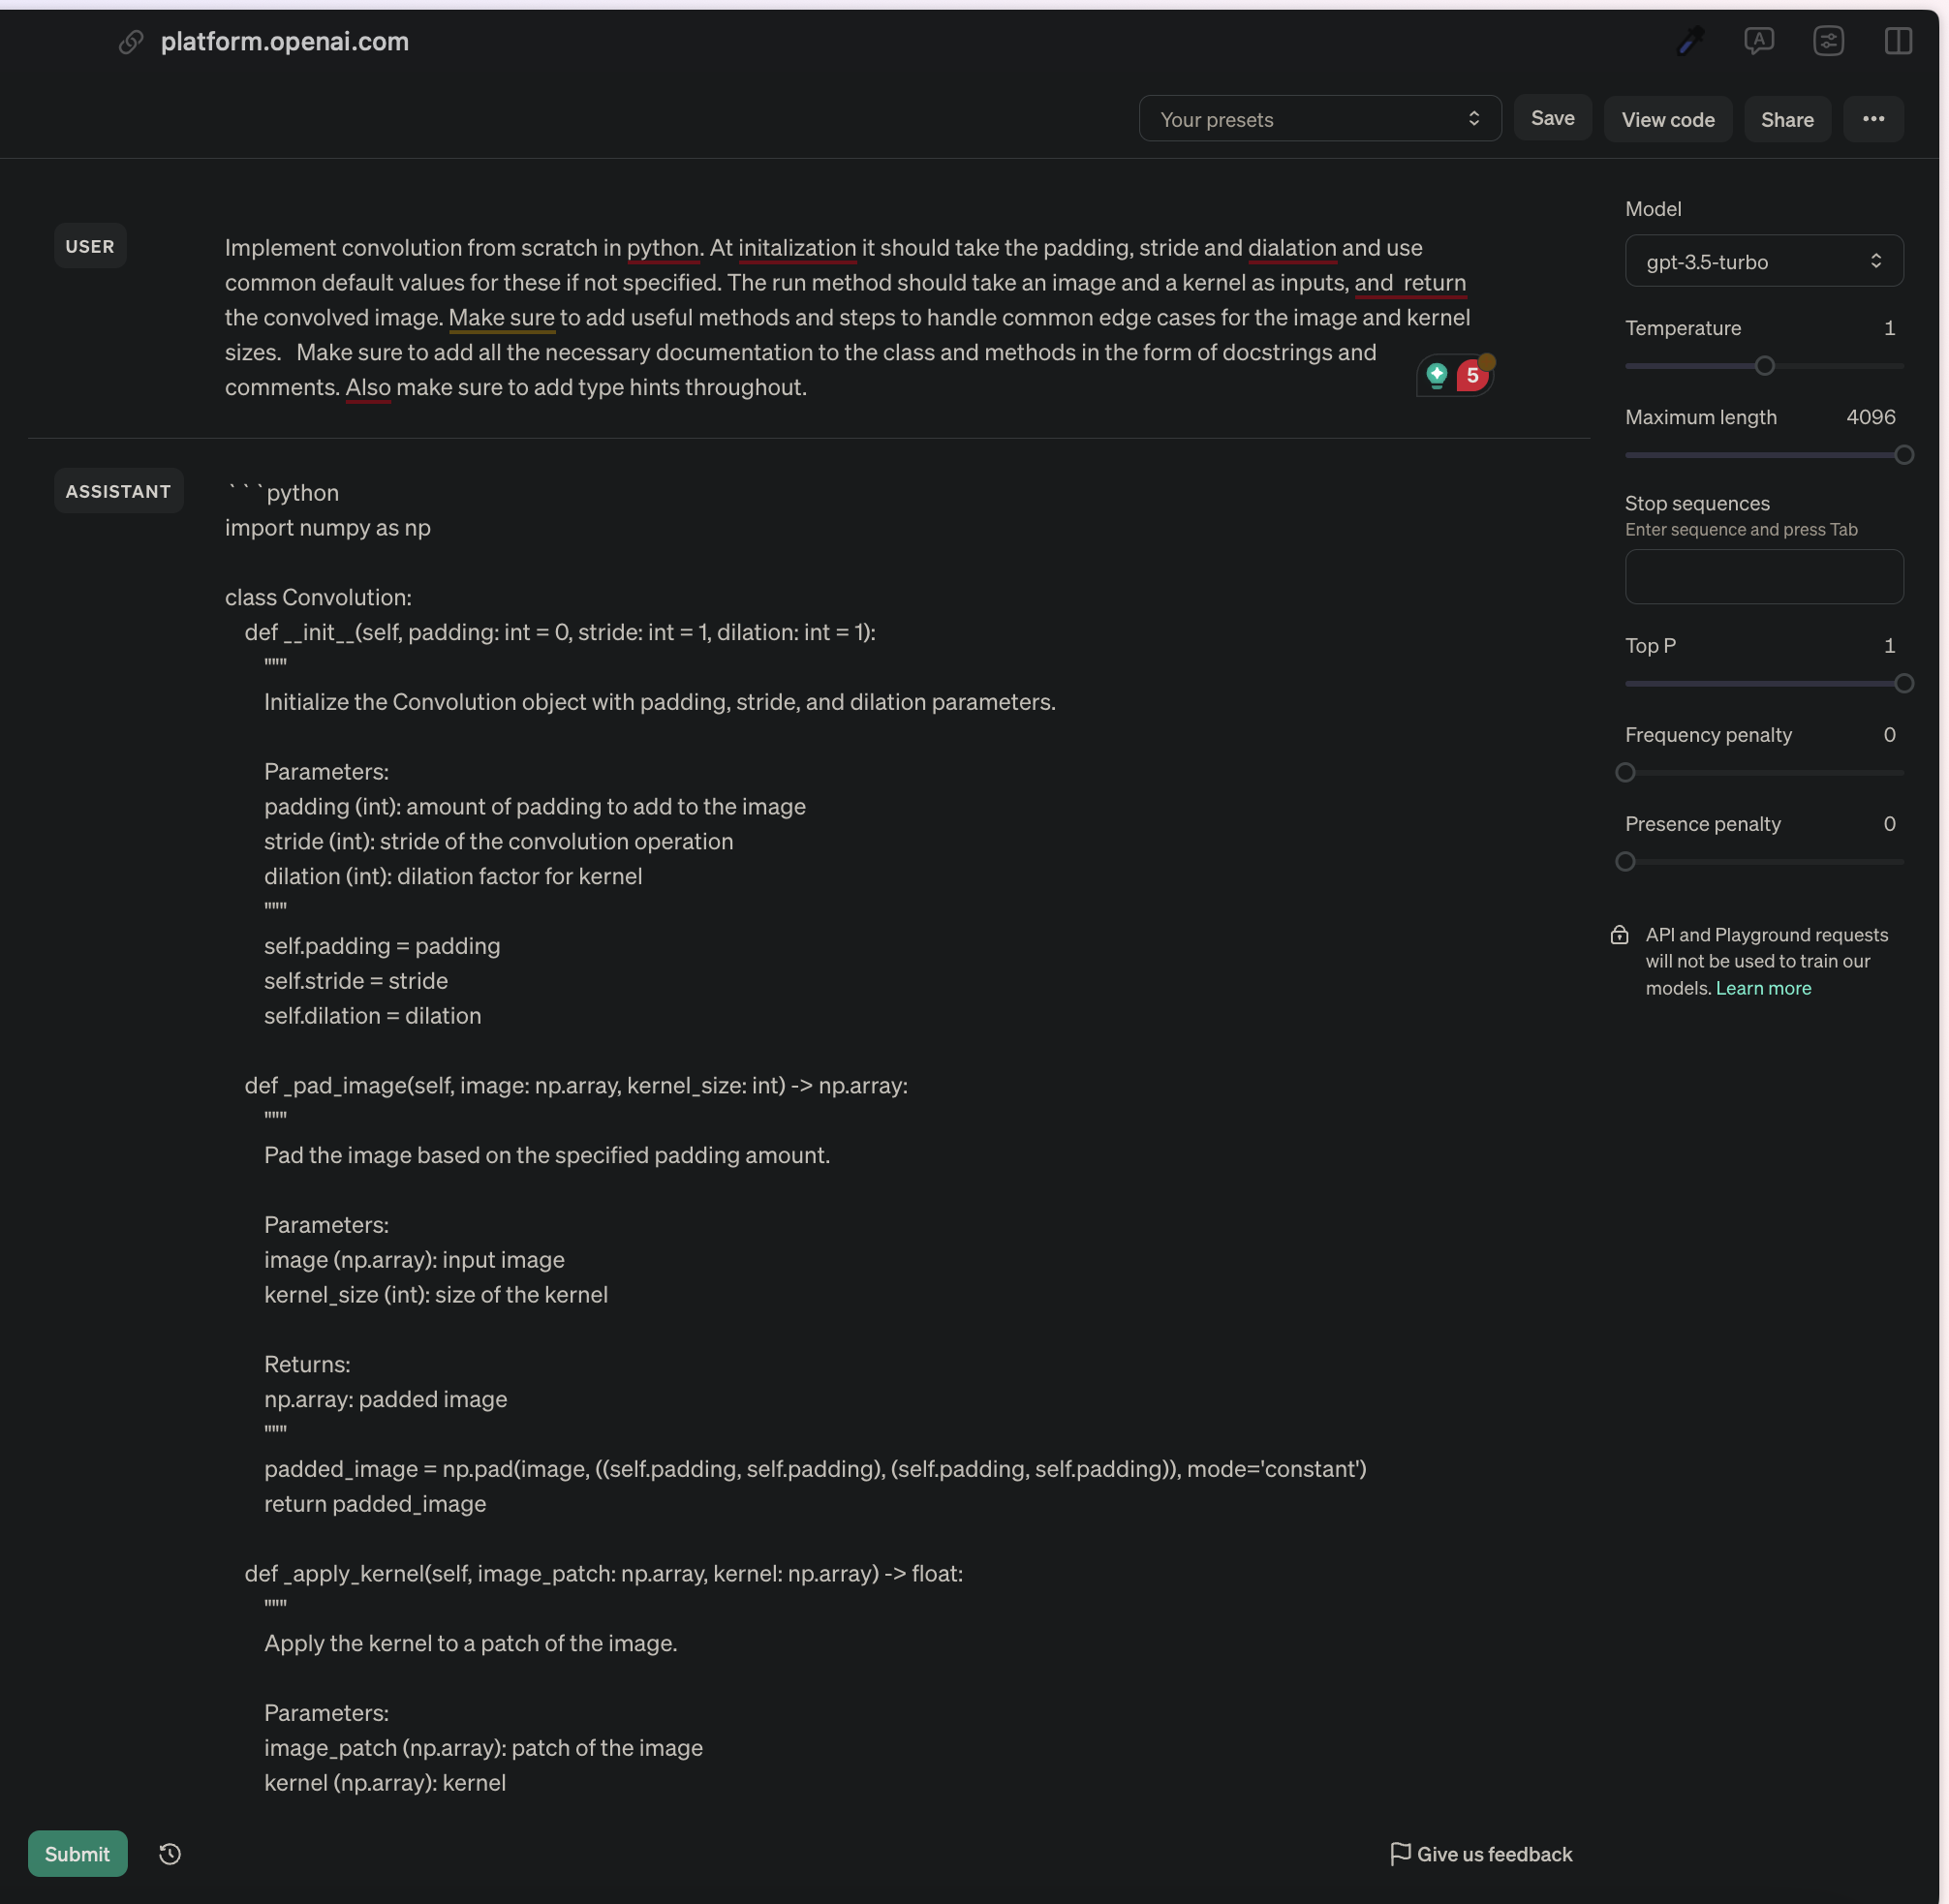 platform.openai.com
A
Your presets
Save
View code
Share
•••
USER
Implement convolution from scratch in python. At initalization it should take the padding, stride and dialation and use
common default values for these if not specified. The run method should take an image and a kernel as inputs, and  return
the convolved image. Make sure to add useful methods and steps to handle common edge cases for the image and kernel
sizes.   Make sure to add all the necessary documentation to the class and methods in the form of docstrings and
comments. Also make sure to add type hints throughout.
5
ASSISTANT
```python
import numpy as np
class Convolution:
def __init__(self, padding: int = 0, stride: int = 1, dilation: int = 1):
"""
Initialize the Convolution object with padding, stride, and dilation parameters.
Parameters:
padding (int): amount of padding to add to the image
stride (int): stride of the convolution operation
dilation (int): dilation factor for kernel
"""
self.padding = padding
self.stride = stride
self.dilation = dilation
def _pad_image(self, image: np.array, kernel_size: int) -> np.array:
"""
Pad the image based on the specified padding amount.
Parameters:
image (np.array): input image
kernel_size (int): size of the kernel
Returns:
np.array: padded image
"""
padded_image = np.pad(image, ((self.padding, self.padding), (self.padding, self.padding)), mode='constant')
return padded_image
def _apply_kernel(self, image_patch: np.array, kernel: np.array) -> float:
"""
Apply the kernel to a patch of the image.
Parameters:
image_patch (np.array): patch of the image
kernel (np.array): kernel
Submit
Give us feedback
Model
gpt-3.5-turbo
Temperature 1
Maximum length 4096
Stop sequences
Enter sequence and press Tab
Top P 1
Frequency penalty 0
Presence penalty 0
API and Playground requests
will not be used to train our
models. Learn more